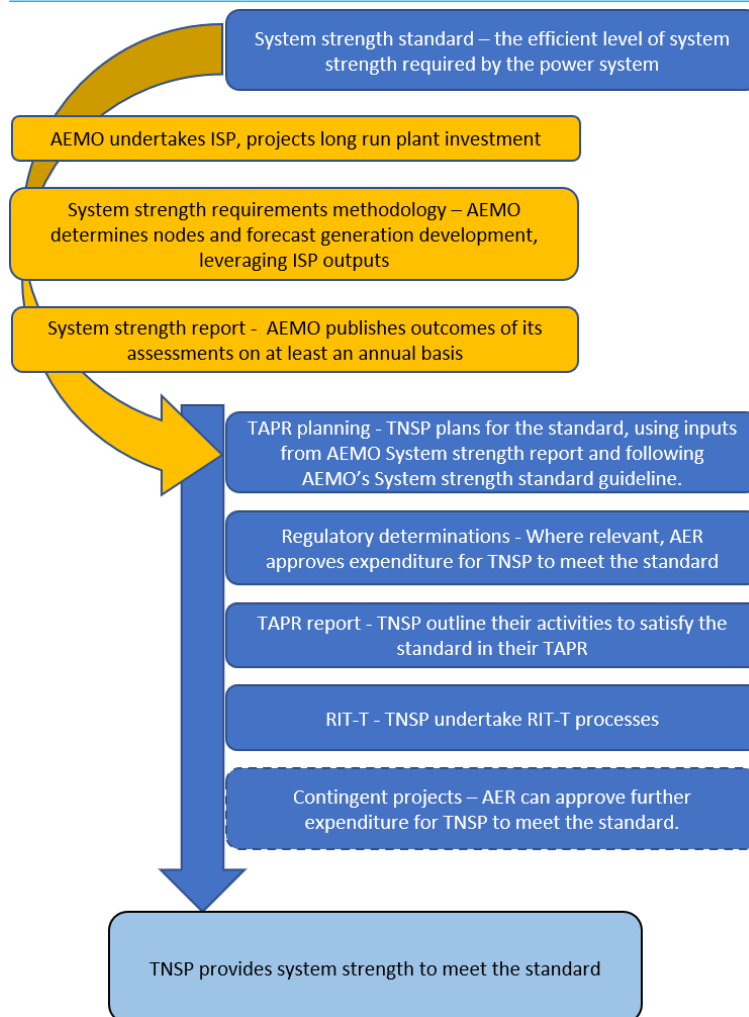 System strength standard – the efficient level of system
strength required by the power system
AEMO undertakes ISP, projects long run plant investment
System strength requirements methodology – AEMO
determines nodes and forecast generation development,
leveraging ISP outputs
System strength report -  AEMO publishes outcomes of its
assessments on at least an annual basis
TAPR planning - TNSP plans for the standard, using inputs
from AEMO System strength report and following
AEMO's System strength standard guideline.
Regulatory determinations - Where relevant, AER
approves expenditure for TNSP to meet the standard
TAPR report - TNSP outline their activities to satisfy the
standard in their TAPR
RIT-T - TNSP undertake RIT-T processes
Contingent projects – AER can approve further
expenditure for TNSP to meet the standard.
TNSP provides system strength to meet the standard